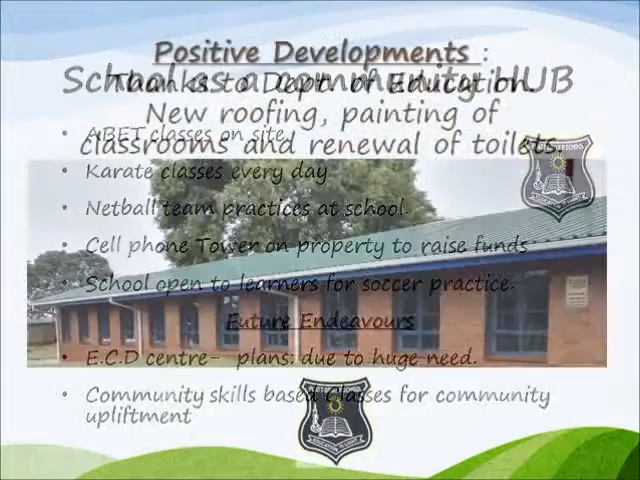 Positive Developments :
School as a community HUB
Thanks to Dept. of Education.
New roofing, painting of
classrooms and renewal of toilets.
• ABET classes on site
• Karate classes every day
• Netball team practices at school.
• Cell phone Tower on property to raise funds
• School open to learners for soccer practice.
Future Endeavours
• E.C.D centre- plans: due to huge need.
• Community skills based classes for community
upliftment